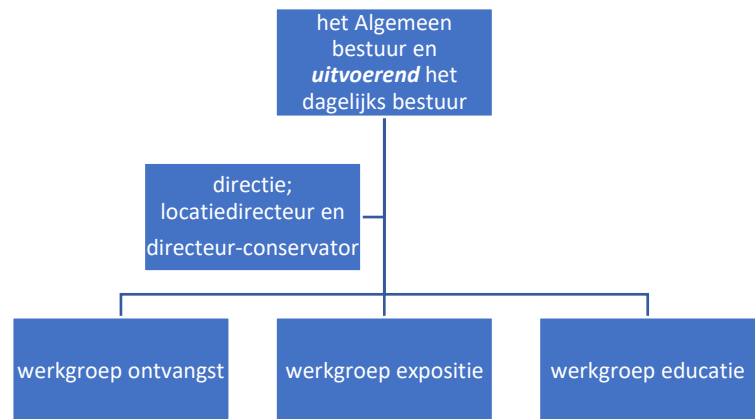 het Algemeen
bestuur en
uitvoerend het
dagelijks bestuur
directie;
locatiedirecteur en
directeur-conservator
werkgroep ontvangst
werkgroep expositie
werkgroep educatie